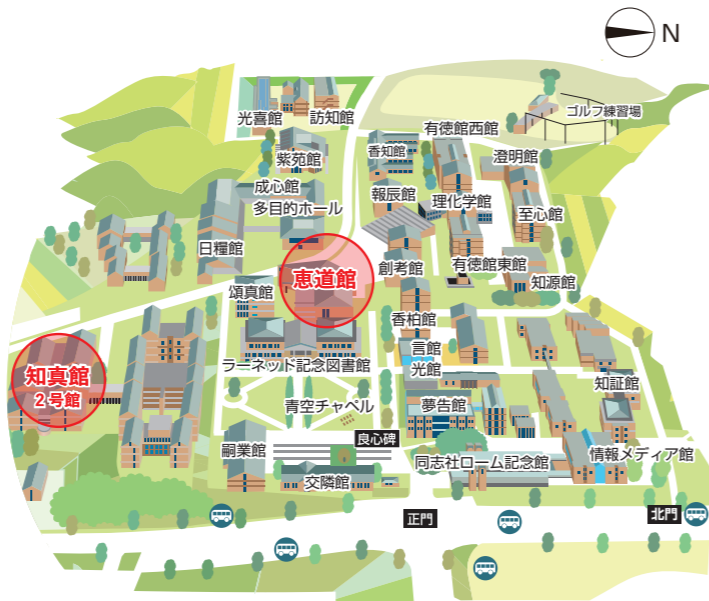 N
ゴルフ練習場
光喜館
訪知館
有徳館西館
香知館
澄明館
紫苑館
成心館
報辰館
理化学館
多目的ホール
至心館
日糧館
恵道館
創考館
有徳館東館
知源館
頌真館
香柏館
言館
ラーネット記念図書館
光館
知真館
2号館
知証館
青空チャペル
夢告館
良心碑
嗣業館
同志社ローム記念館
情報メディア館
交隣館
正門
北門